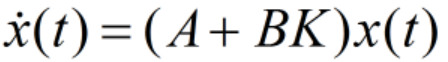 ẋ(t) = (A + BK)x(t)